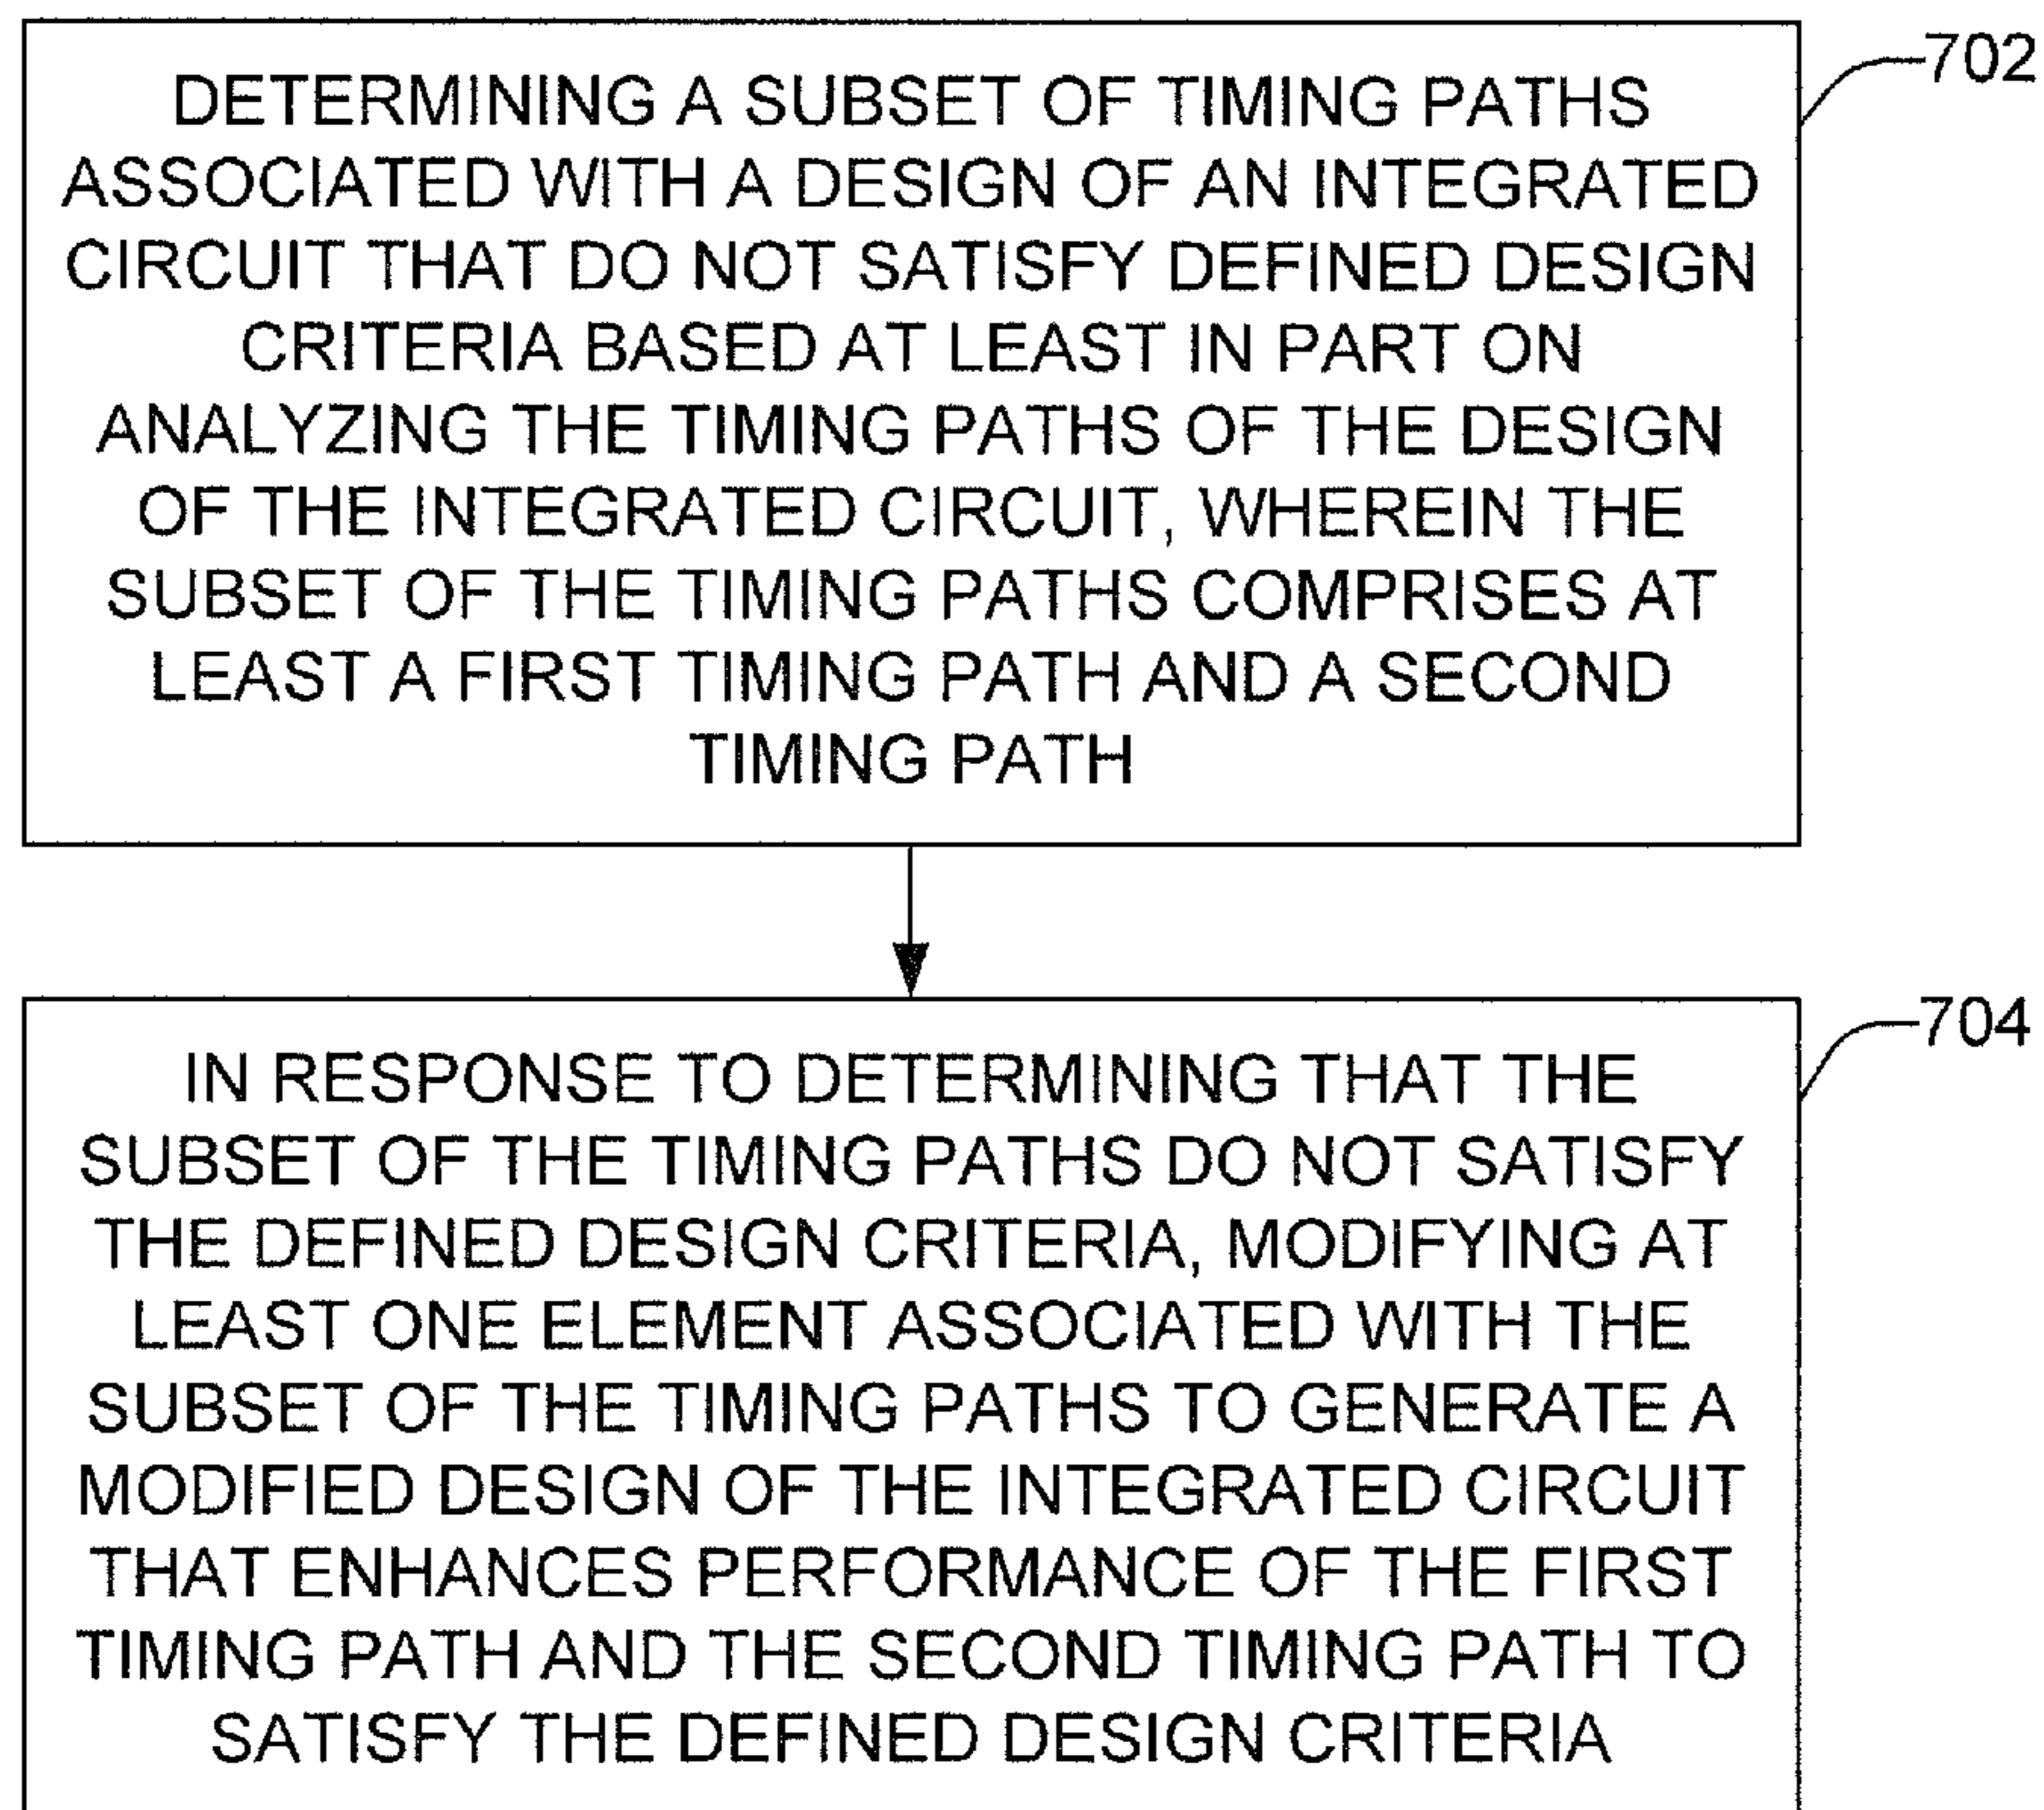 DETERMINING A SUBSET OF TIMING PATHS
ASSOCIATED WITH A DESIGN OF AN INTEGRATED
CIRCUIT THAT DO NOT SATISFY DEFINED DESIGN
CRITERIA BASED AT LEAST IN PART ON
ANALYZING THE TIMING PATHS OF THE DESIGN
OF THE INTEGRATED CIRCUIT, WHEREIN THE
SUBSET OF THE TIMING PATHS COMPRISES AT
LEAST A FIRST TIMING PATH AND A SECOND
TIMING PATH
702
IN RESPONSE TO DETERMINING THAT THE
SUBSET OF THE TIMING PATHS DO NOT SATISFY
THE DEFINED DESIGN CRITERIA, MODIFYING AT
LEAST ONE ELEMENT ASSOCIATED WITH THE
SUBSET OF THE TIMING PATHS TO GENERATE A
MODIFIED DESIGN OF THE INTEGRATED CIRCUIT
THAT ENHANCES PERFORMANCE OF THE FIRST
TIMING PATH AND THE SECOND TIMING PATH TO
SATISFY THE DEFINED DESIGN CRITERIA
704